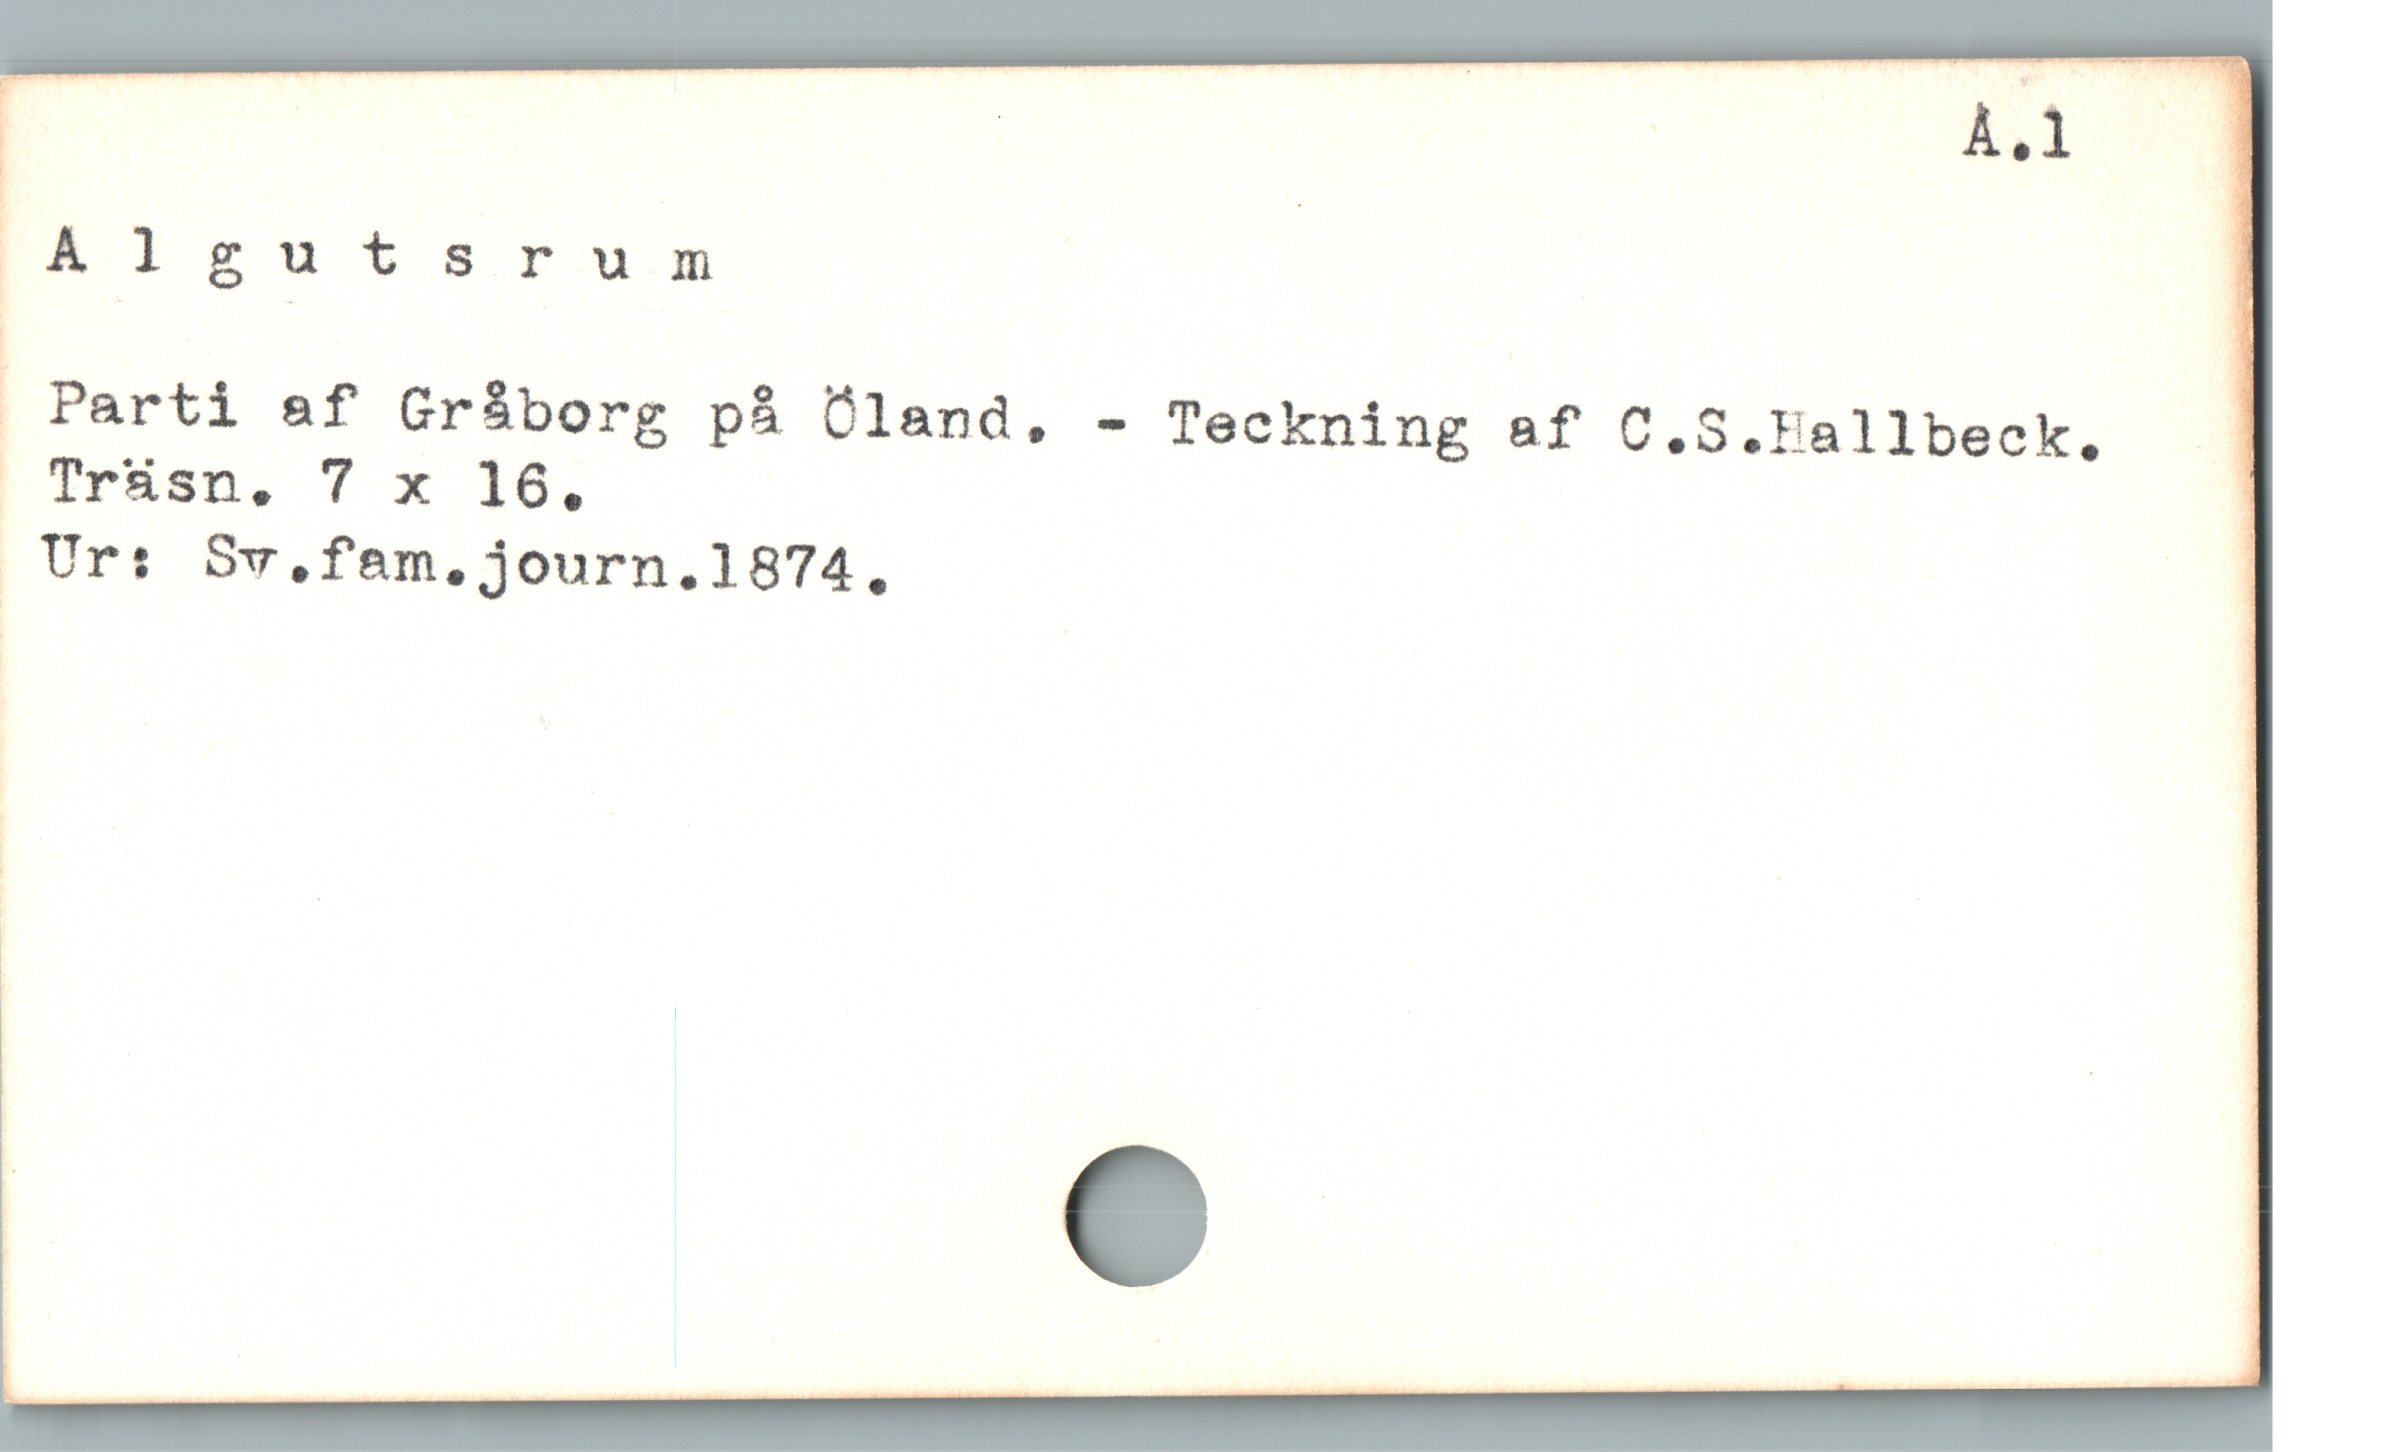 A.1
A l g u t s r u m
Parti af Gråborg på Öland. - Teckning af C.S.Hallbeck.
Träsn. 7 x 16.
Ur: Sv.fam.journ.1874.